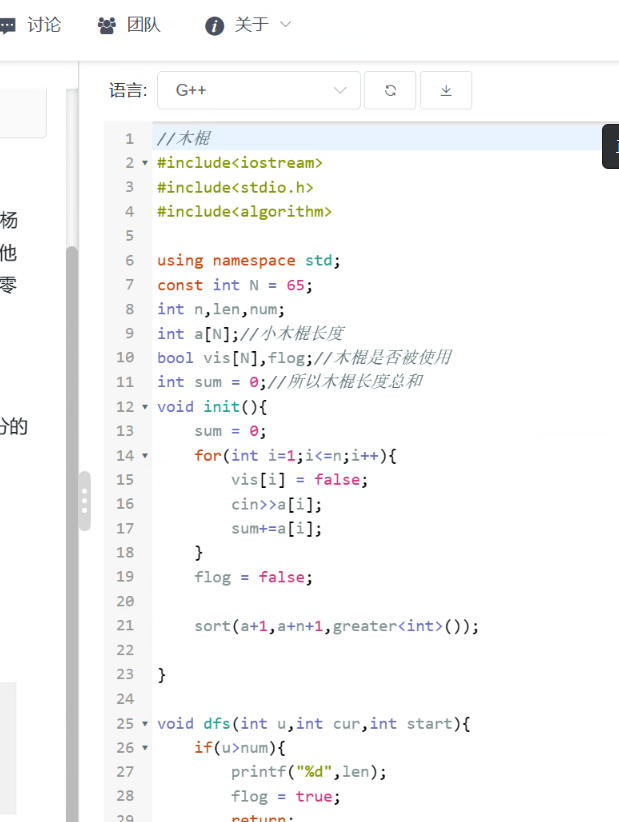 讨论 团队 关于
语言: G++
杨
他
零
分的
1 //木棍
2 #include<iostream>
3 #include<stdio.h>
4 #include<algorithm>
5
6 using namespace std;
7 const int N = 65;
8 int n,len,num;
9 int a[N];//小木棍长度
10 bool vis[N],flog;//木棍是否被使用
11 int sum = 0;//所以木棍长度总和
12 void init(){
13 sum = 0;
14 for(int i=1;i<=n;i++){
15 vis[i] = false;
16 cin>>a[i];
17 sum+=a[i];
18 }
19 flog = false;
20
21 sort(a+1,a+n+1,greater<int>());
22
23 }
24
25 void dfs(int u,int cur,int start){
26 if(u>num){
27 printf("%d",len);
28 flog = true;
29 return;